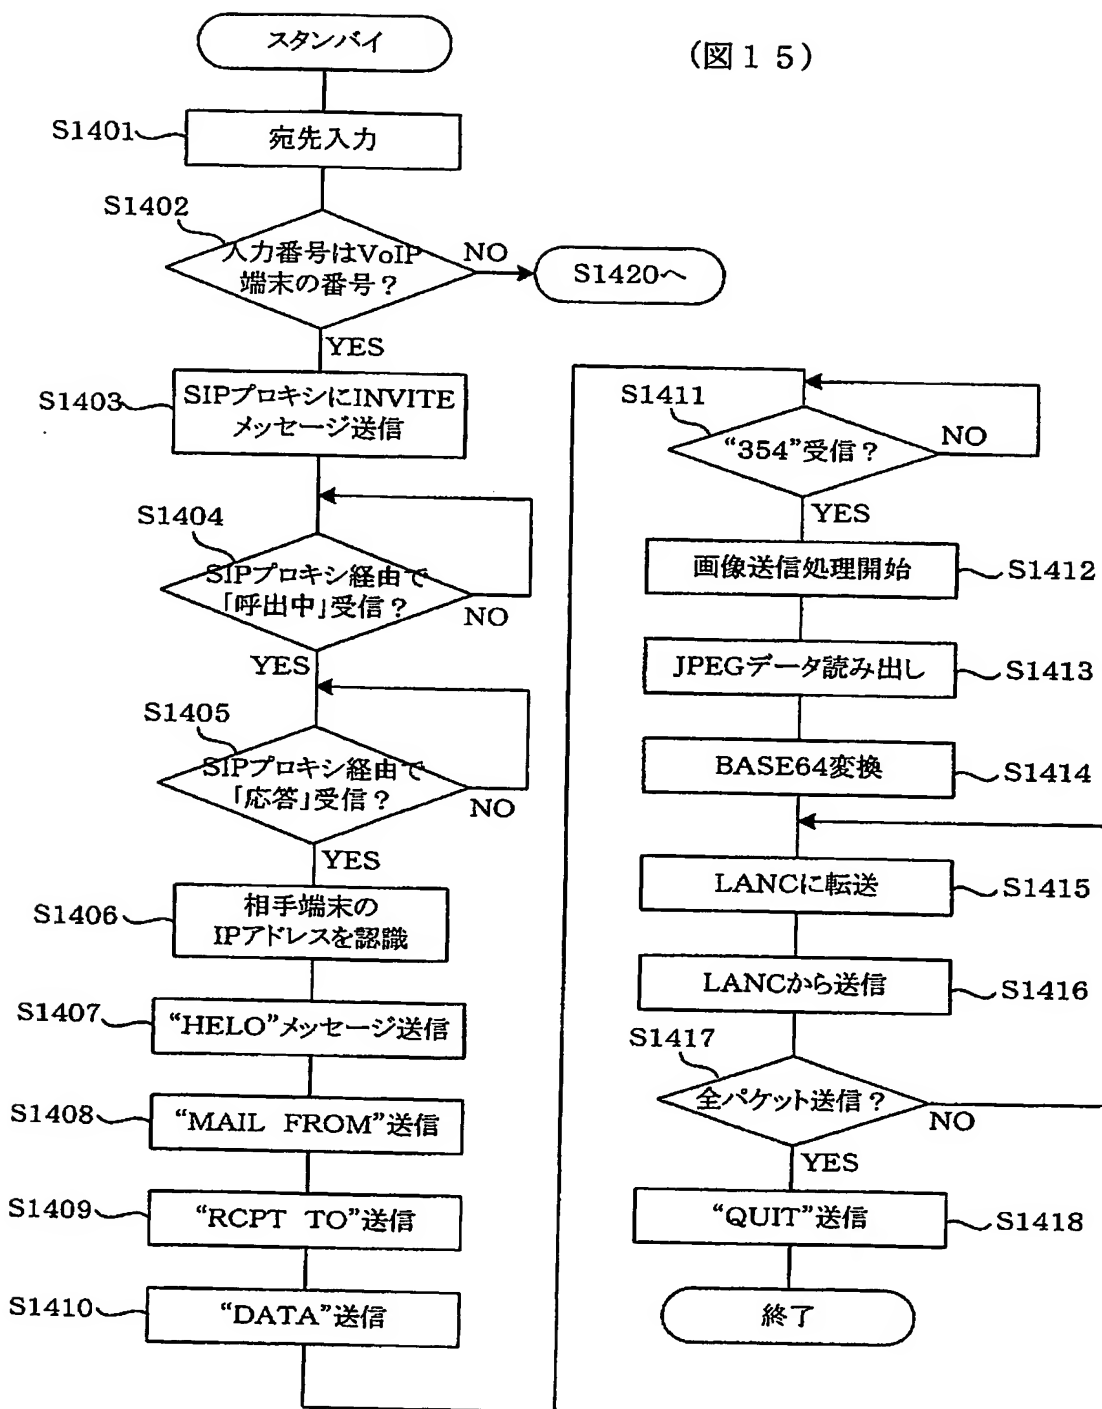 (図15)
スタンバイ
S1401
宛先入力
S1402
入力番号はVoIP
端末の番号？
NO
S1420へ
YES
S1403
SIPプロキシにINVITE
メッセージ送信
S1404
SIPプロキシ経由で
「呼出中」受信？
NO
YES
S1405
SIPプロキシ経由で
「応答」受信？
NO
YES
S1406
相手端末の
IPアドレスを認識
S1407
“HELO”メッセージ送信
S1408
“MAIL FROM”送信
S1409
“RCPT TO”送信
S1410
“DATA”送信
S1411
“354”受信？
NO
YES
画像送信処理開始
S1412
JPEGデータ読み出し
S1413
BASE64変換
S1414
LANCに転送
S1415
LANCから送信
S1416
S1417
全パケット送信？
NO
YES
“QUIT”送信
S1418
終了